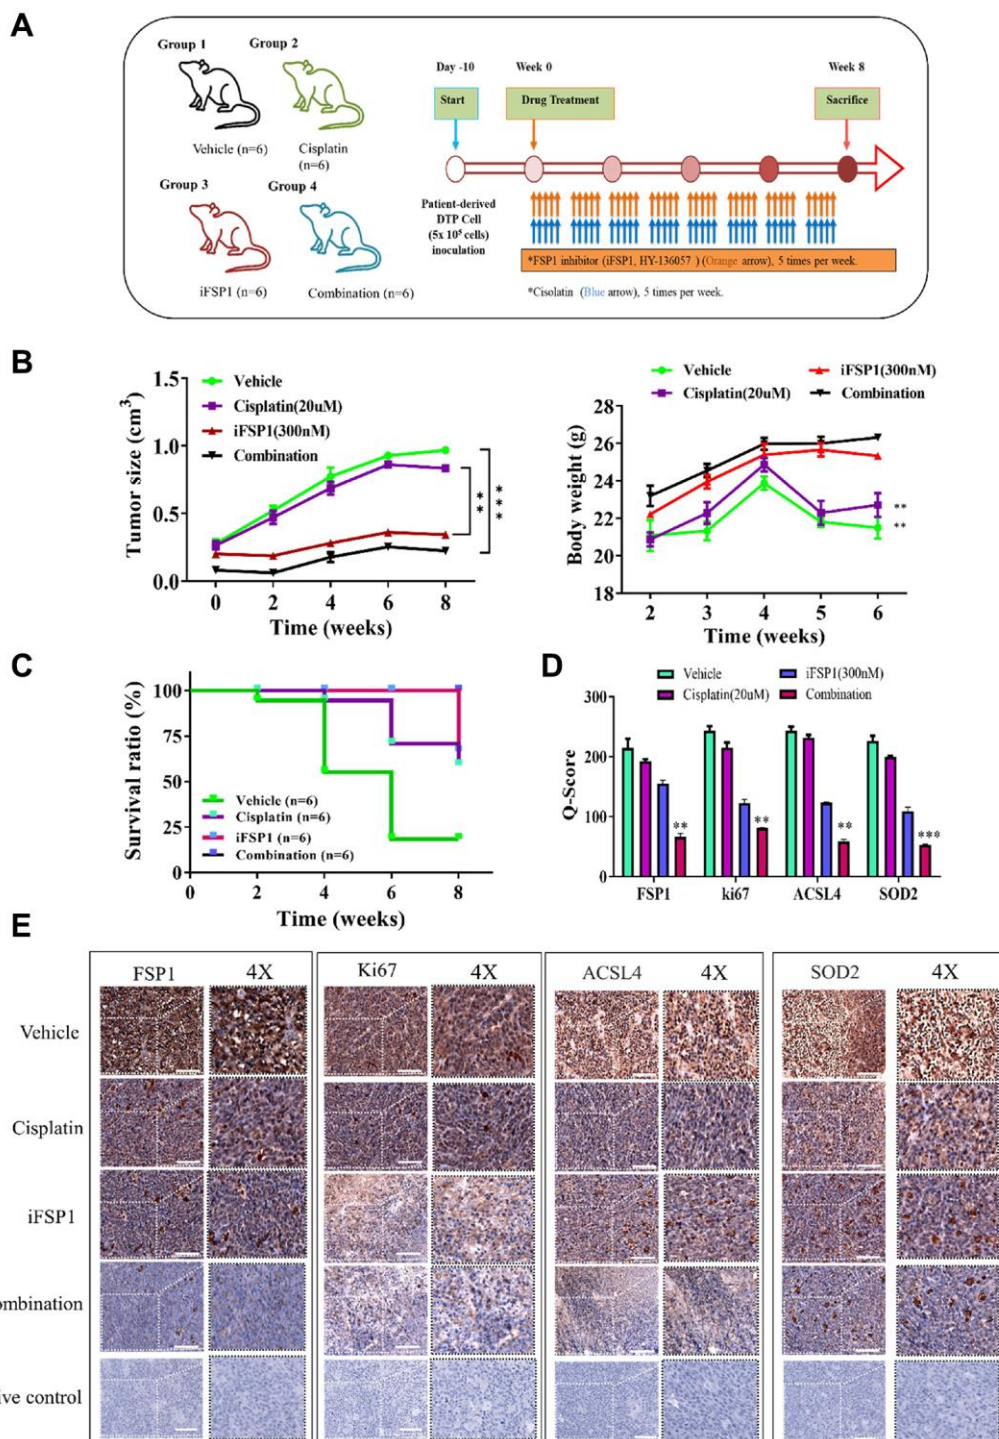 A
Group 1
Group 2
Vehicle (n=6)
Cisplatin
(n=6)
Group 3
Group 4
iFSP1 (n=6)
Combination (n=6)
Day -10
Week 0
Week 8
Start
Drug Treatment
Sacrifice
Patient-derived
DTP Cell
(5x 10⁵ cells)
inoculation
*FSP1 inhibitor (iFSP1, HY-136057 ) (Orange arrow), 5 times per week.
*Cisolatin (Blue arrow), 5 times per week.
B
Vehicle
Cisplatin(20uM)
iFSP1(300nM)
Combination
Tumor size (cm³)
1.5
1.0
0.5
0.0
0 2 4 6 8
Time (weeks)
**
***
Vehicle
iFSP1(300nM)
Cisplatin(20uM)
Combination
Body weight (g)
28
26
24
22
20
18
2 3 4 5 6
Time (weeks)
**
**
C
Survival ratio (%)
100
75
50
25
0
Vehicle (n=6)
Cisplatin (n=6)
iFSP1 (n=6)
Combination (n=6)
0 2 4 6 8
Time (weeks)
D
Vehicle
iFSP1(300nM)
Cisplatin(20uM)
Combination
Q-Score
300
200
100
0
**
**
**
***
FSP1 ki67 ACSL4 SOD2
E
FSP1 4X Ki67 4X ACSL4 4X SOD2 4X
Vehicle
Cisplatin
iFSP1
ombination
ive control